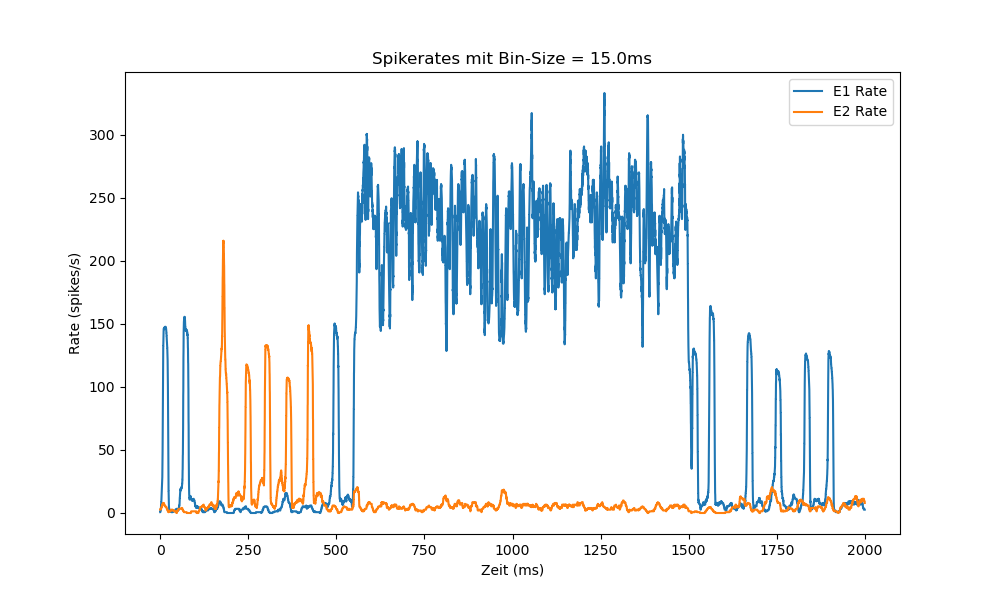 Spikerates mit Bin-Size = 15.0ms
E1 Rate
E2 Rate
Rate (spikes/s)
300
250
200
150
100
50
0
0 250 500 750 1000 1250 1500 1750 2000
Zeit (ms)